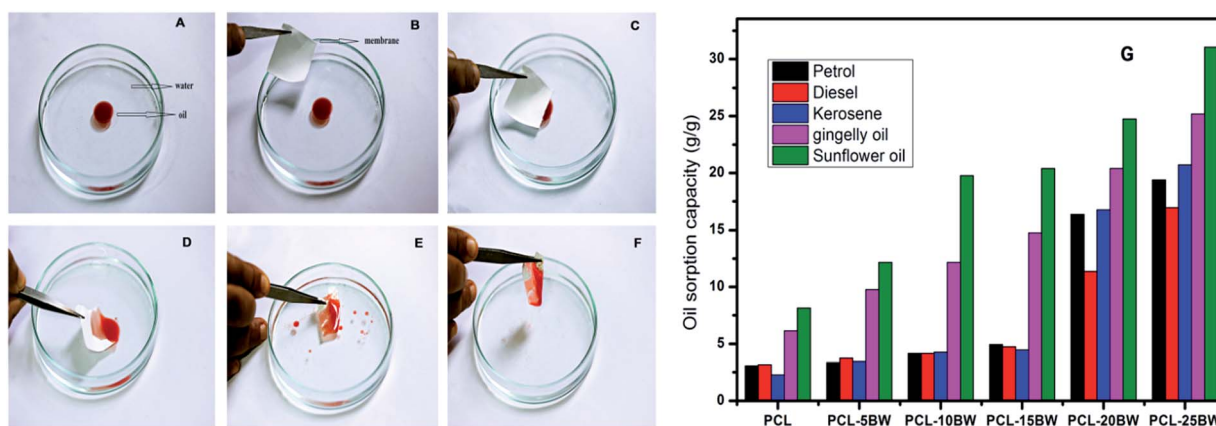 A
water
oil
B
membrane
C
D
E
F
G
Petrol
Diesel
Kerosene
gingelly oil
Sunflower oil
Oil sorption capacity (g/g)
30
25
20
15
10
5
0
PCL PCL-5BW PCL-10BW PCL-15BW PCL-20BW PCL-25BW